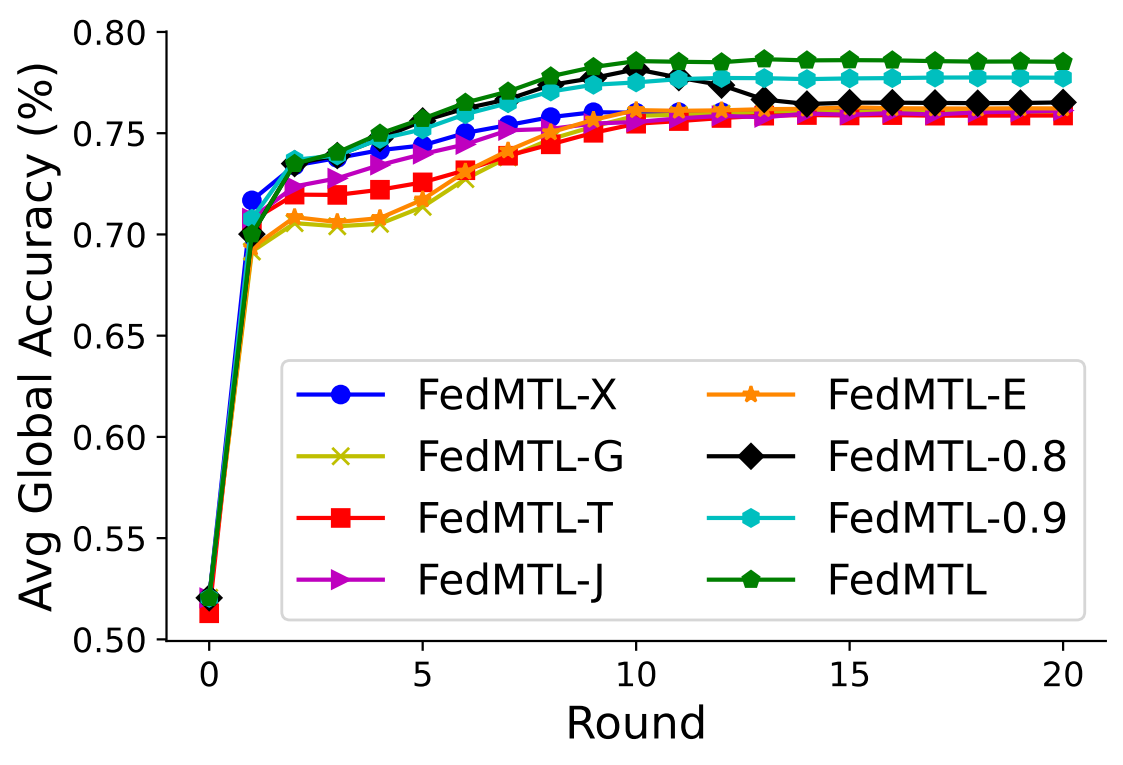 Avg Global Accuracy (%)
0.80
0.75
0.70
0.65
0.60
0.55
0.50
FedMTL-X
FedMTL-G
FedMTL-T
FedMTL-J
FedMTL-E
FedMTL-0.8
FedMTL-0.9
FedMTL
0 5 10 15 20
Round